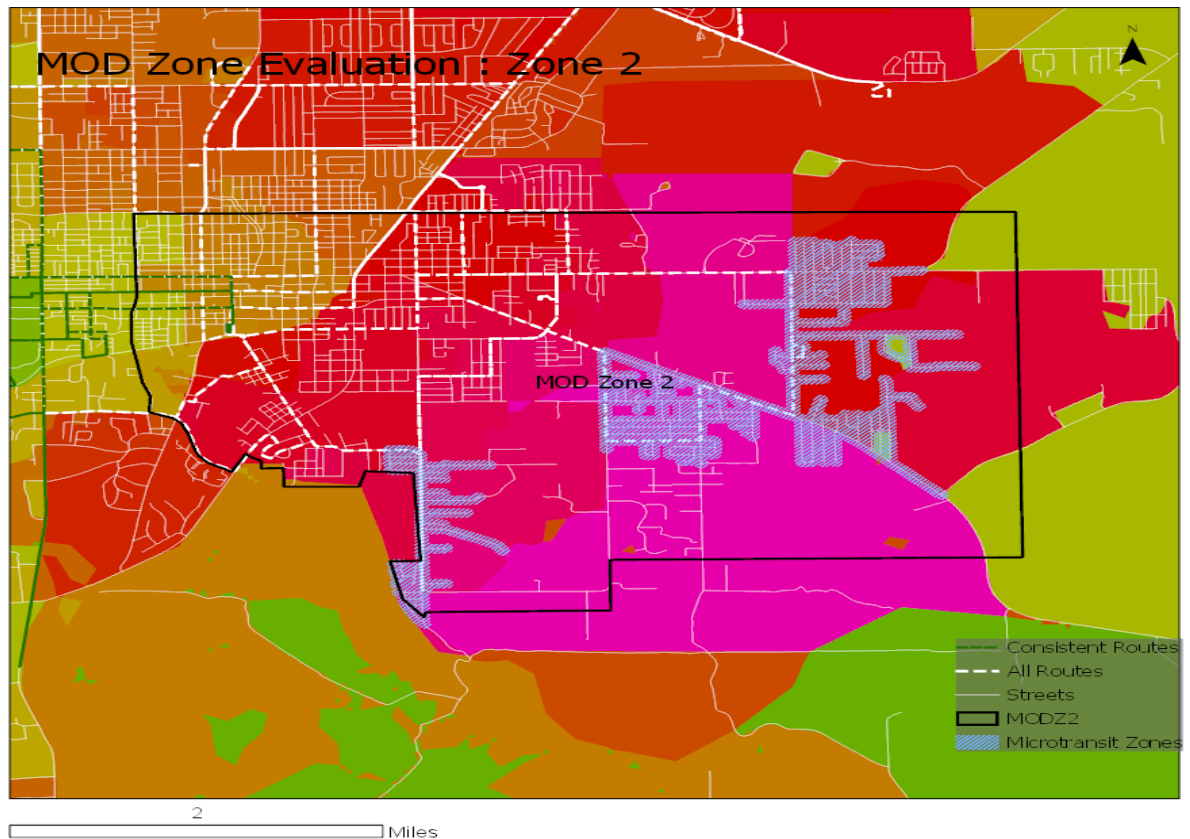 MOD Zone Evaluation : Zone 2
N
MOD Zone 2
Consistent Routes
All Routes
Streets
MODZ2
Microtransit Zones
2
Miles